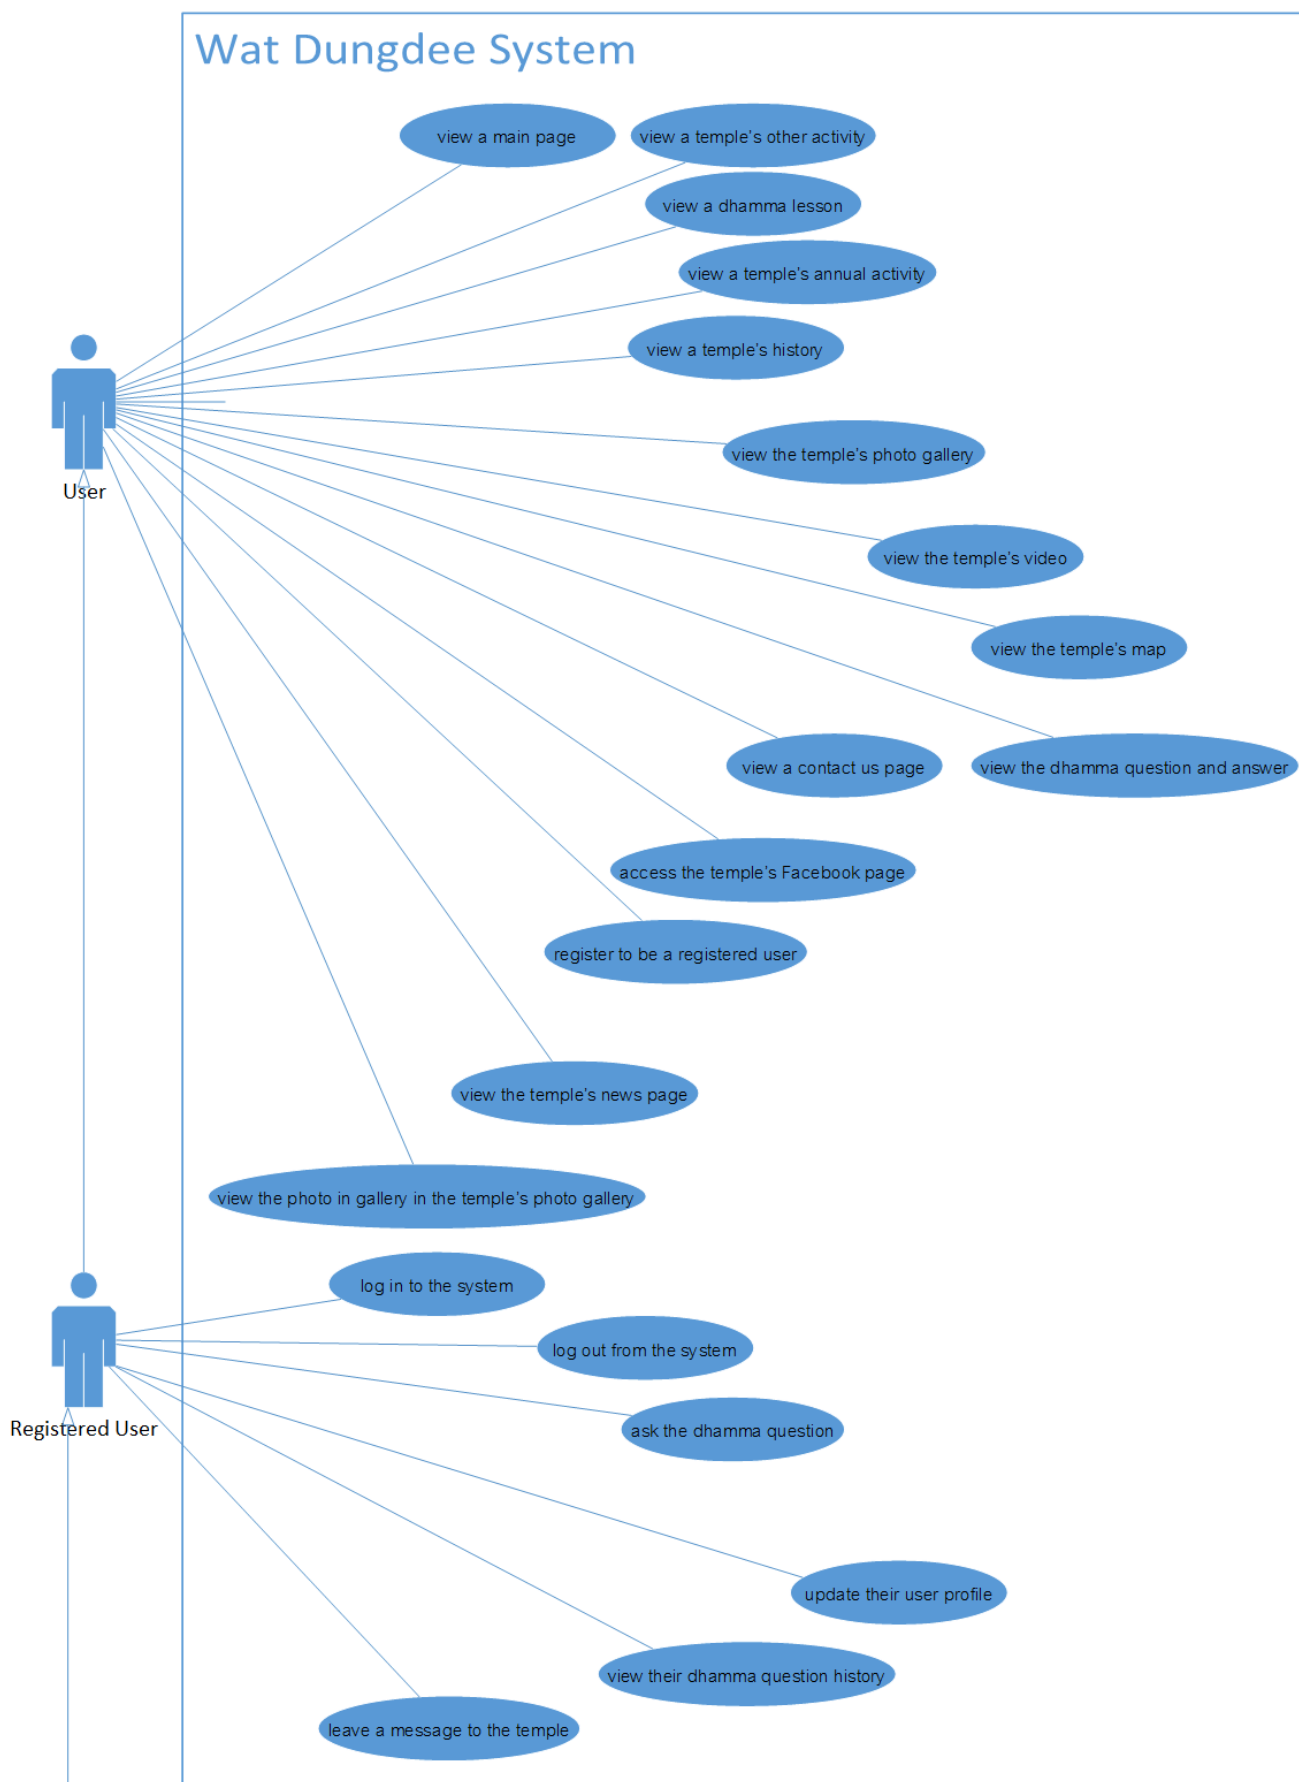 Wat Dungdee System
view a main page
view a temple's other activity
view a dhamma lesson
view a temple's annual activity
view a temple's history
view the temple's photo gallery
User
view the temple's video
view the temple's map
view a contact us page
view the dhamma question and answer
access the temple's Facebook page
register to be a registered user
view the temple's news page
view the photo in gallery in the temple's photo gallery
log in to the system
log out from the system
ask the dhamma question
Registered User
update their user profile
view their dhamma question history
leave a message to the temple